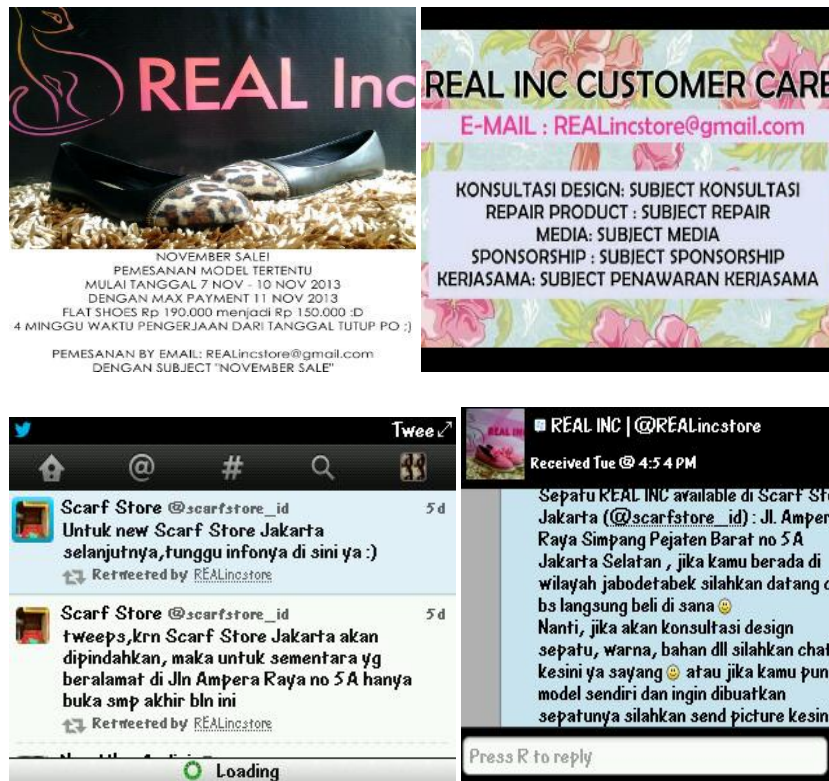 REAL Inc
NOVEMBER SALE!
PEMESANAN MODEL TERTENTU
MULAI TANGGAL 7 NOV - 10 NOV 2013
DENGAN MAX PAYMENT 11 NOV 2013
FLAT SHOES Rp 190.000 menjadi Rp 150.000 :D
4 MINGGU WAKTU PENGERJAAN DARI TANGGAL TUTUP PO ;)
PEMESANAN BY EMAIL: REALincstore@gmail.com
DENGAN SUBJECT "NOVEMBER SALE"
REAL INC CUSTOMER CARE
E-MAIL : REALincstore@gmail.com
KONSULTASI DESIGN: SUBJECT KONSULTASI
REPAIR PRODUCT : SUBJECT REPAIR
MEDIA: SUBJECT MEDIA
SPONSORSHIP : SUBJECT SPONSORSHIP
KERJASAMA: SUBJECT PENAWARAN KERJASAMA
Twee
@ #
Scarf Store @scarfstore_id 5d
Untuk new Scarf Store Jakarta
selanjutnya,tunggu infonya di sini ya :)
Retweeted by REALincstore
Scarf Store @scarfstore_id 5d
tweeps,krn Scarf Store Jakarta akan
dipindahkan, maka untuk sementara yg
beralamat di Jln Ampera Raya no 5A hanya
buka smp akhir bln ini
Retweeted by REALincstore
Loading
REAL INC | @REALincstore
Received Tue @ 4:54 PM
Sepatu REAL INC available di Scarf Sto
Jakarta (@scarfstore_id) : Jl. Amper
Raya Simpang Pejaten Barat no 5A
Jakarta Selatan , jika kamu berada di
wilayah jabodetabek silahkan datang
bs langsung beli di sana
Nanti, jika akan konsultasi design
sepatu, warna, bahan dll silahkan chat
kesini ya sayang atau jika kamu pun
model sendiri dan ingin dibuatkan
sepatunya silahkan send picture kesin
Press R to reply